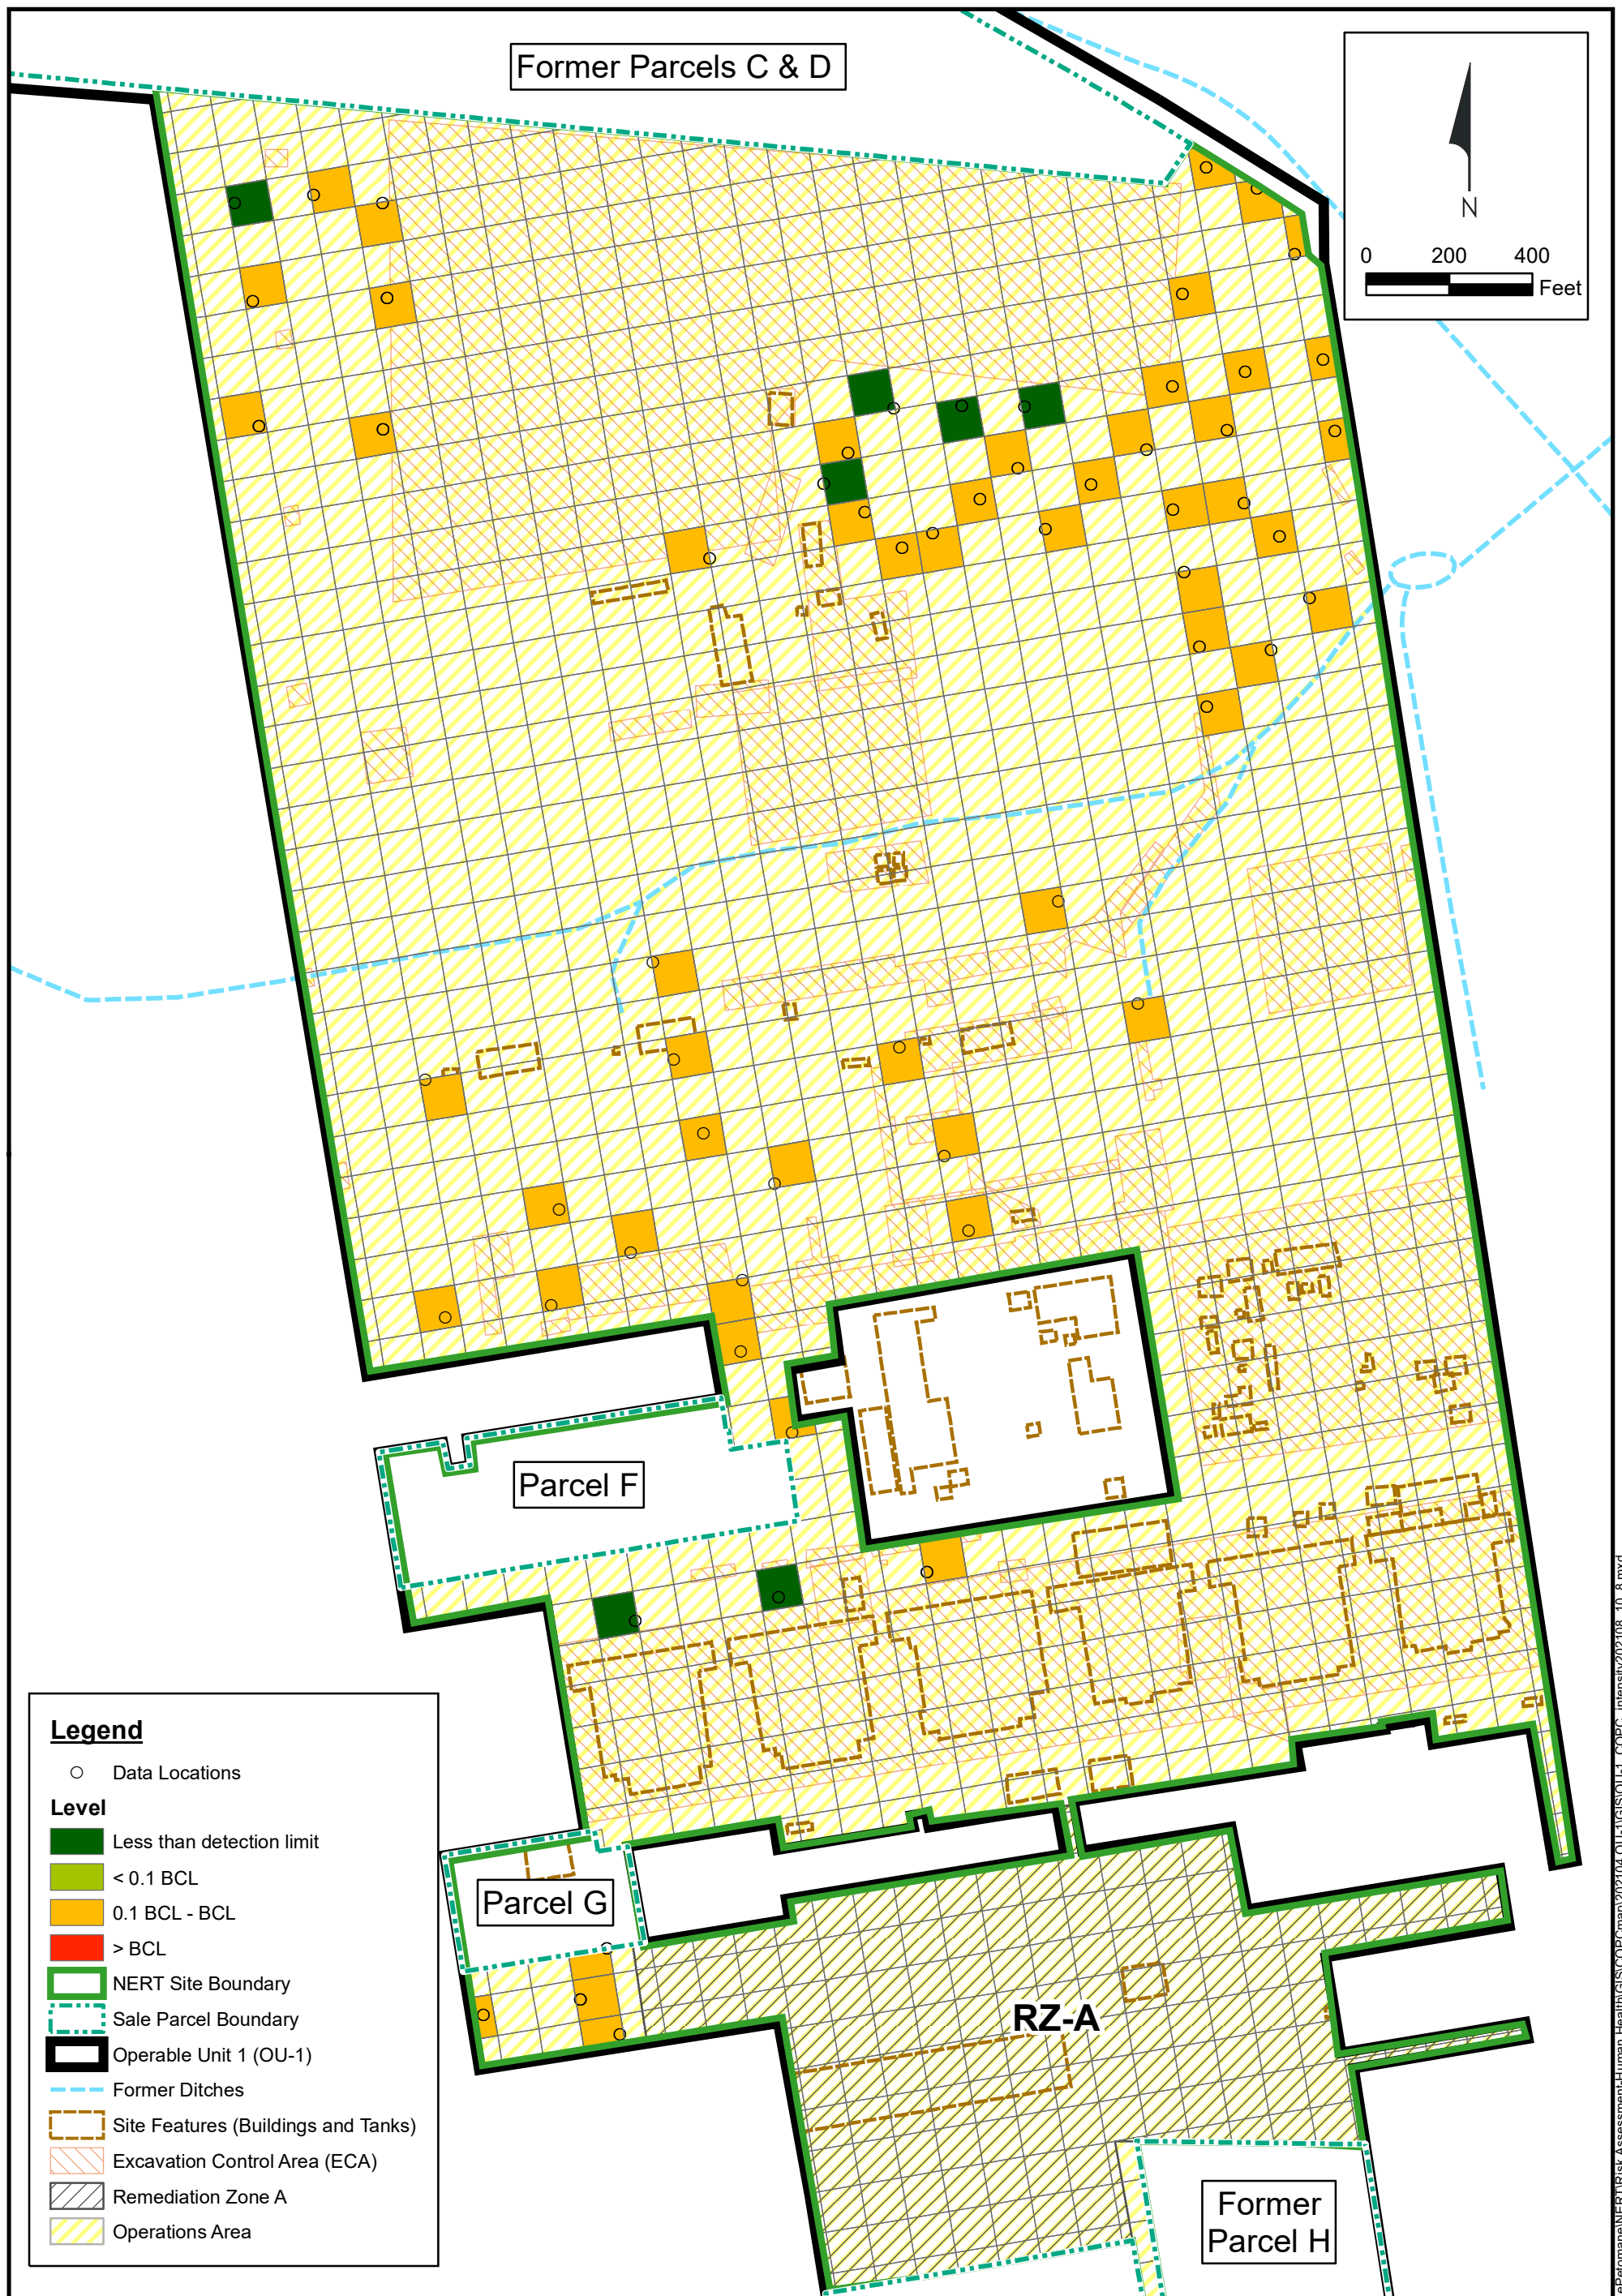 Former Parcels C & D
N
0 200 400
Feet
Parcel F
Parcel G
RZ-A
Former
Parcel H
Legend
Data Locations
Level
Less than detection limit
< 0.1 BCL
0.1 BCL - BCL
> BCL
NERT Site Boundary
Sale Parcel Boundary
Operable Unit 1 (OU-1)
Former Ditches
Site Features (Buildings and Tanks)
Excavation Control Area (ECA)
Remediation Zone A
Operations Area